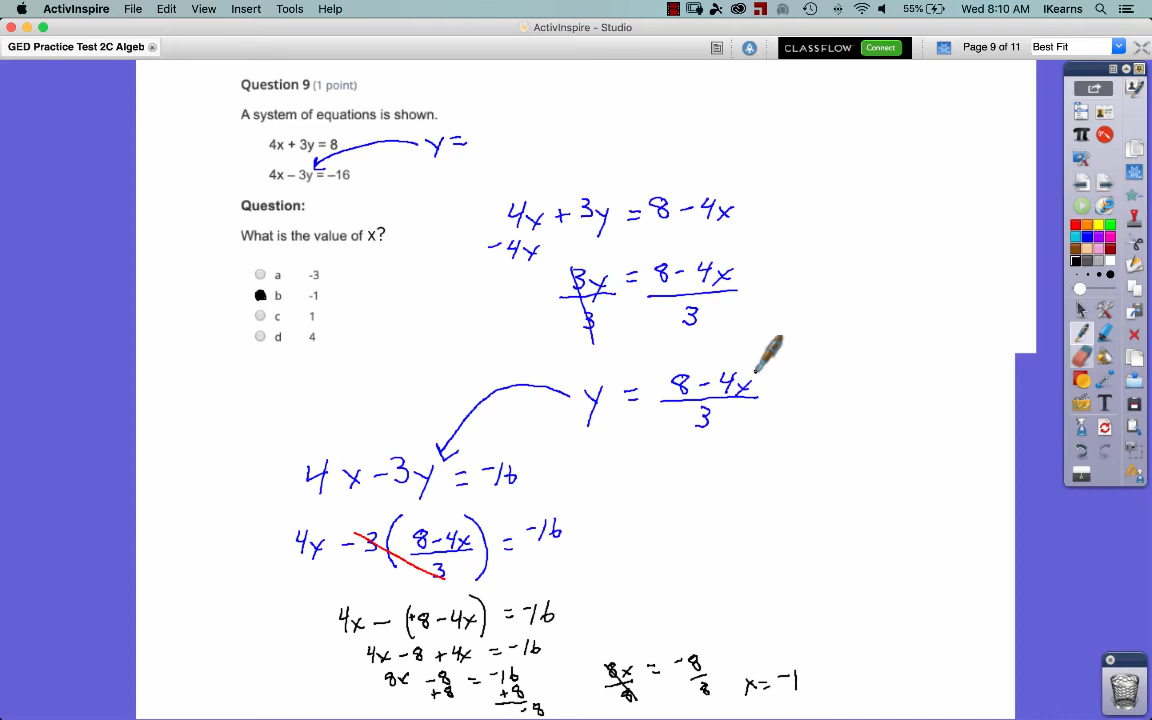 ActivInspire File Edit View Insert Tools Help 55% Wed 8:10 AM IKearns
ActivInspire - Studio
GED Practice Test 2C Algeb CLASSFLOW Connect Page 9 of 11 Best Fit
Question 9 (1 point)
A system of equations is shown.
4x + 3y = 8
y =
4x – 3y = –16
Question:
What is the value of x?
a -3
b -1
c 1
d 4
4x + 3y = 8 - 4x
-4x
3y = 8 - 4x
3 3
y = 8 - 4x
3
4x - 3y = -16
4x - 3 ( 8 - 4x ) = -16
3
4x - (+8 - 4x) = -16
4x - 8 + 4x = -16
8x - 8 = -16
+8 +8
-8
8x = -8
8 8
x = -1